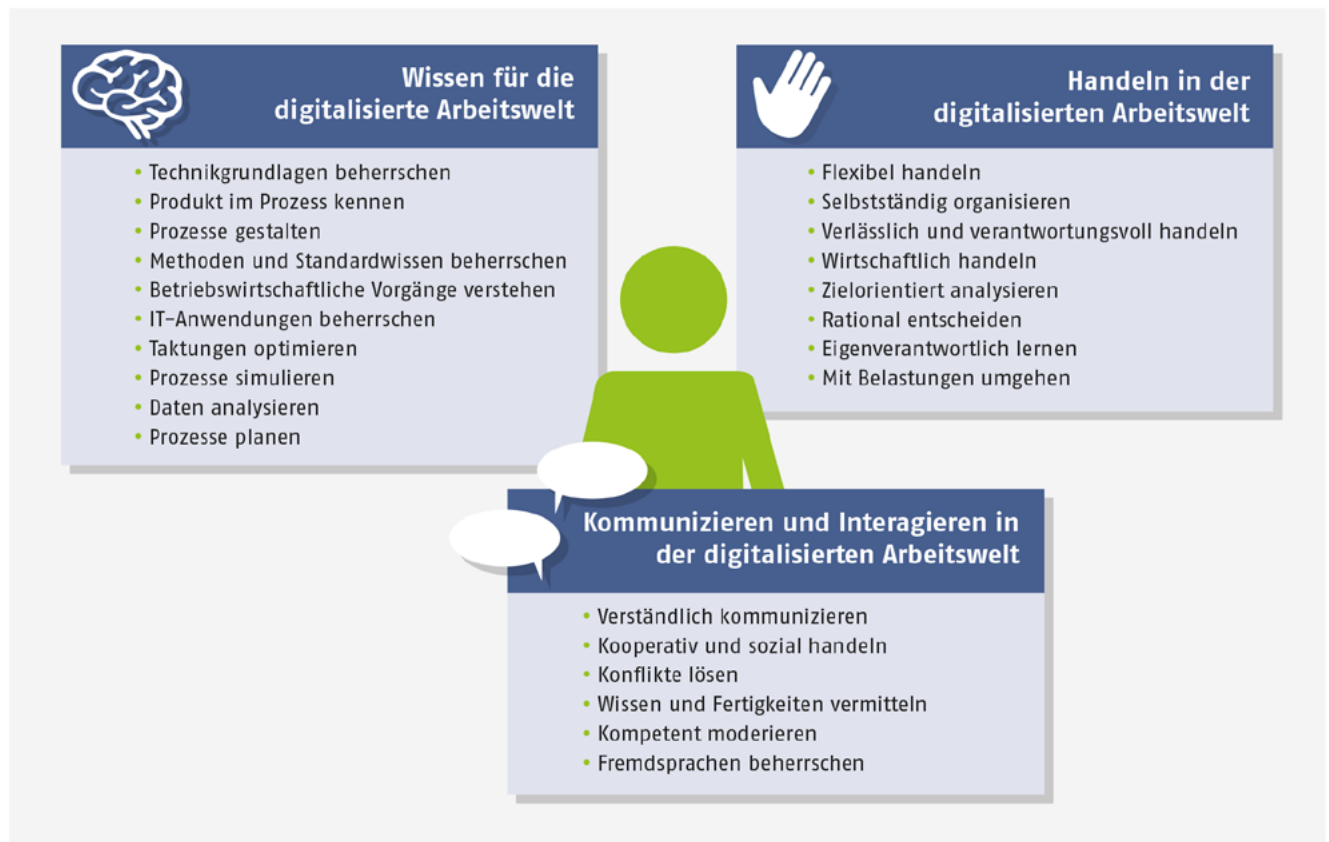 Wissen für die
digitalisierte Arbeitswelt
• Technikgrundlagen beherrschen
• Produkt im Prozess kennen
• Prozesse gestalten
• Methoden und Standardwissen beherrschen
• Betriebswirtschaftliche Vorgänge verstehen
• IT-Anwendungen beherrschen
• Taktungen optimieren
• Prozesse simulieren
• Daten analysieren
• Prozesse planen
Handeln in der
digitalisierten Arbeitswelt
• Flexibel handeln
• Selbstständig organisieren
• Verlässlich und verantwortungsvoll handeln
• Wirtschaftlich handeln
• Zielorientiert analysieren
• Rational entscheiden
• Eigenverantwortlich lernen
• Mit Belastungen umgehen
Kommunizieren und Interagieren in
der digitalisierten Arbeitswelt
• Verständlich kommunizieren
• Kooperativ und sozial handeln
• Konflikte lösen
• Wissen und Fertigkeiten vermitteln
• Kompetent moderieren
• Fremdsprachen beherrschen